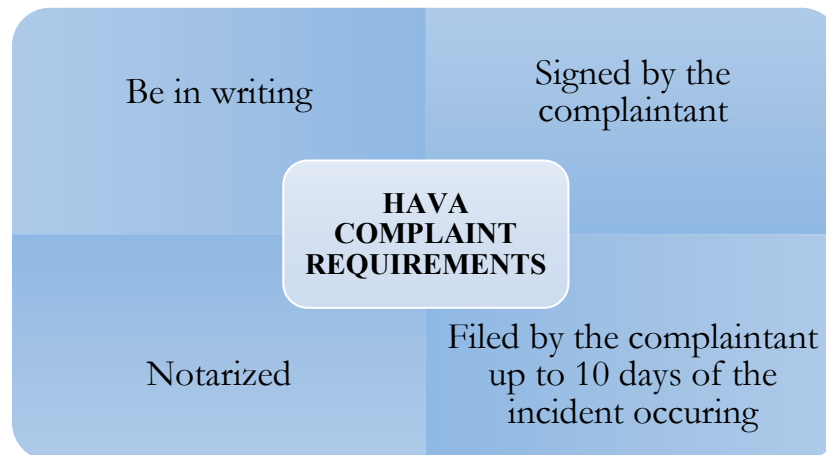 Be in writing
Signed by the
complaintant
HAVA
COMPLAINT
REQUIREMENTS
Notarized
Filed by the complaintant
up to 10 days of the
incident occuring